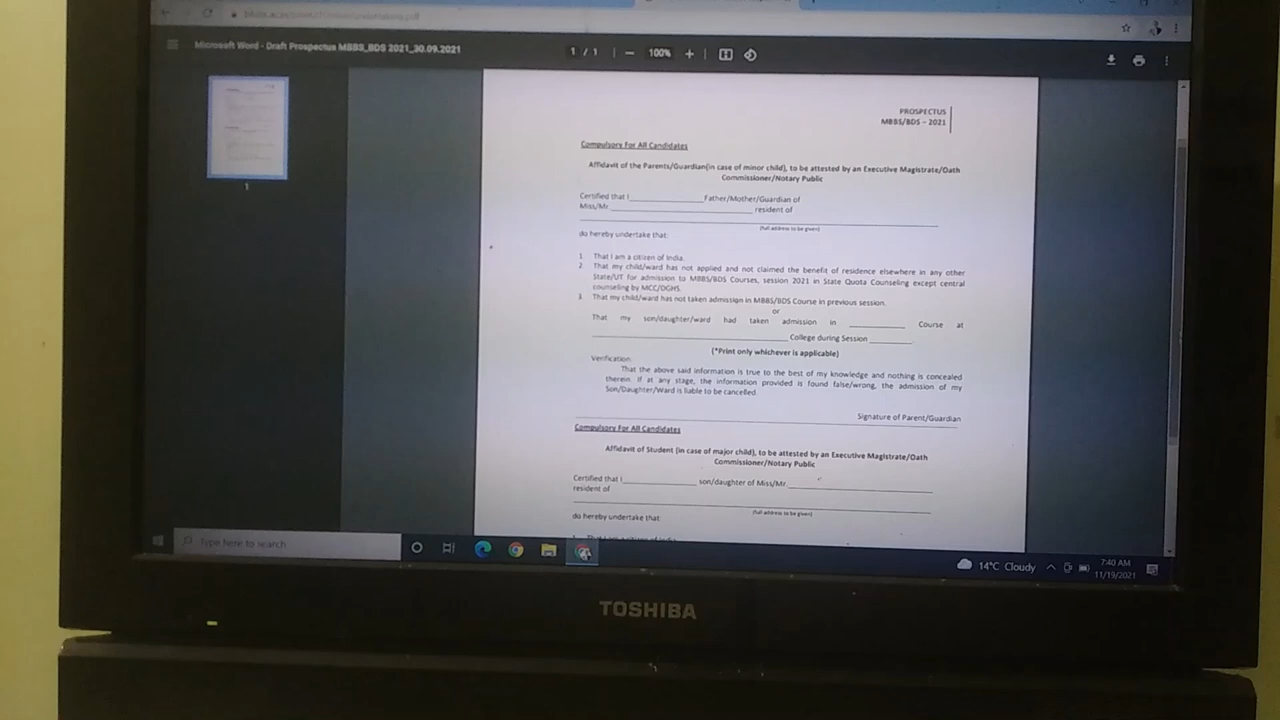 Microsoft Word - Draft Prospectus MBBS_BDS 2021_30.09.2021
1 / 1
100%
1
PROSPECTUS
MBBS/BDS - 2021
Compulsory For All Candidates
Affidavit of the Parents/Guardian(in case of minor child), to be attested by an Executive Magistrate/Oath
Commissioner/Notary Public
Certified that I____________Father/Mother/Guardian of
Miss/Mr.________________________ resident of
(full address to be given)
do hereby undertake that:
1. That I am a citizen of India.
2. That my child/ward has not applied and not claimed the benefit of residence elsewhere in any other
State/UT for admission to MBBS/BDS Courses, session 2021 in State Quota Counseling except central
counseling by MCC/DGHS.
3. That my child/ward has not taken admission in MBBS/BDS Course in previous session.
or
That my son/daughter/ward had taken admission in __________ Course at
________________________________ College during Session ________.
(*Print only whichever is applicable)
Verification:
That the above said information is true to the best of my knowledge and nothing is concealed
therein. If at any stage, the information provided is found false/wrong, the admission of my
Son/Daughter/Ward is liable to be cancelled.
Signature of Parent/Guardian
Compulsory For All Candidates
Affidavit of Student (in case of major child), to be attested by an Executive Magistrate/Oath
Commissioner/Notary Public
Certified that I____________ son/daughter of Miss/Mr.________________________
resident of
(full address to be given)
do hereby undertake that:
1. That I am a citizen of India.
Type here to search
14°C Cloudy
7:40 AM
11/19/2021
TOSHIBA